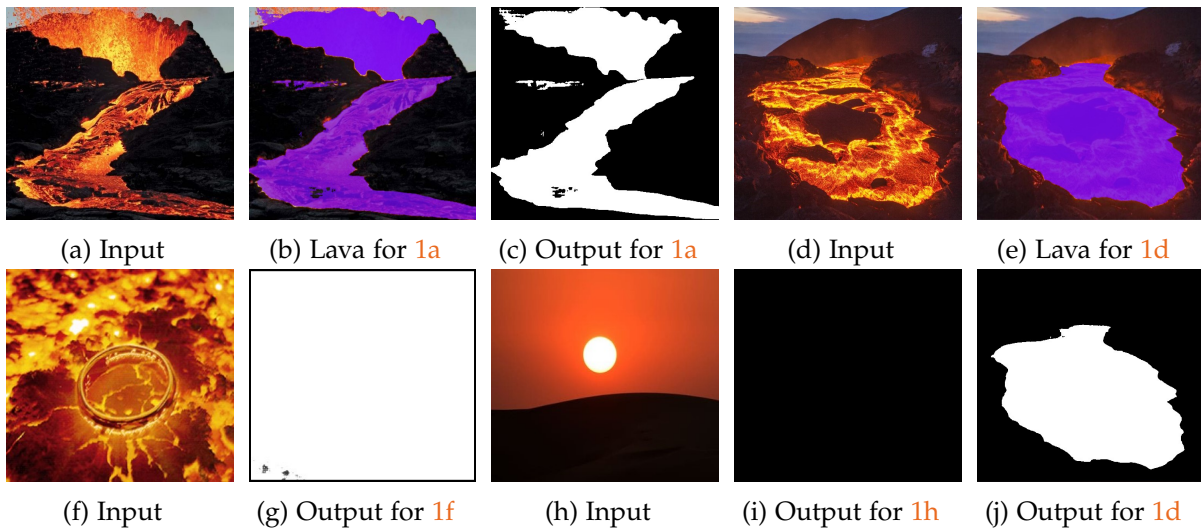 (a) Input
(b) Lava for 1a
(c) Output for 1a
(d) Input
(e) Lava for 1d
(f) Input
(g) Output for 1f
(h) Input
(i) Output for 1h
(j) Output for 1d